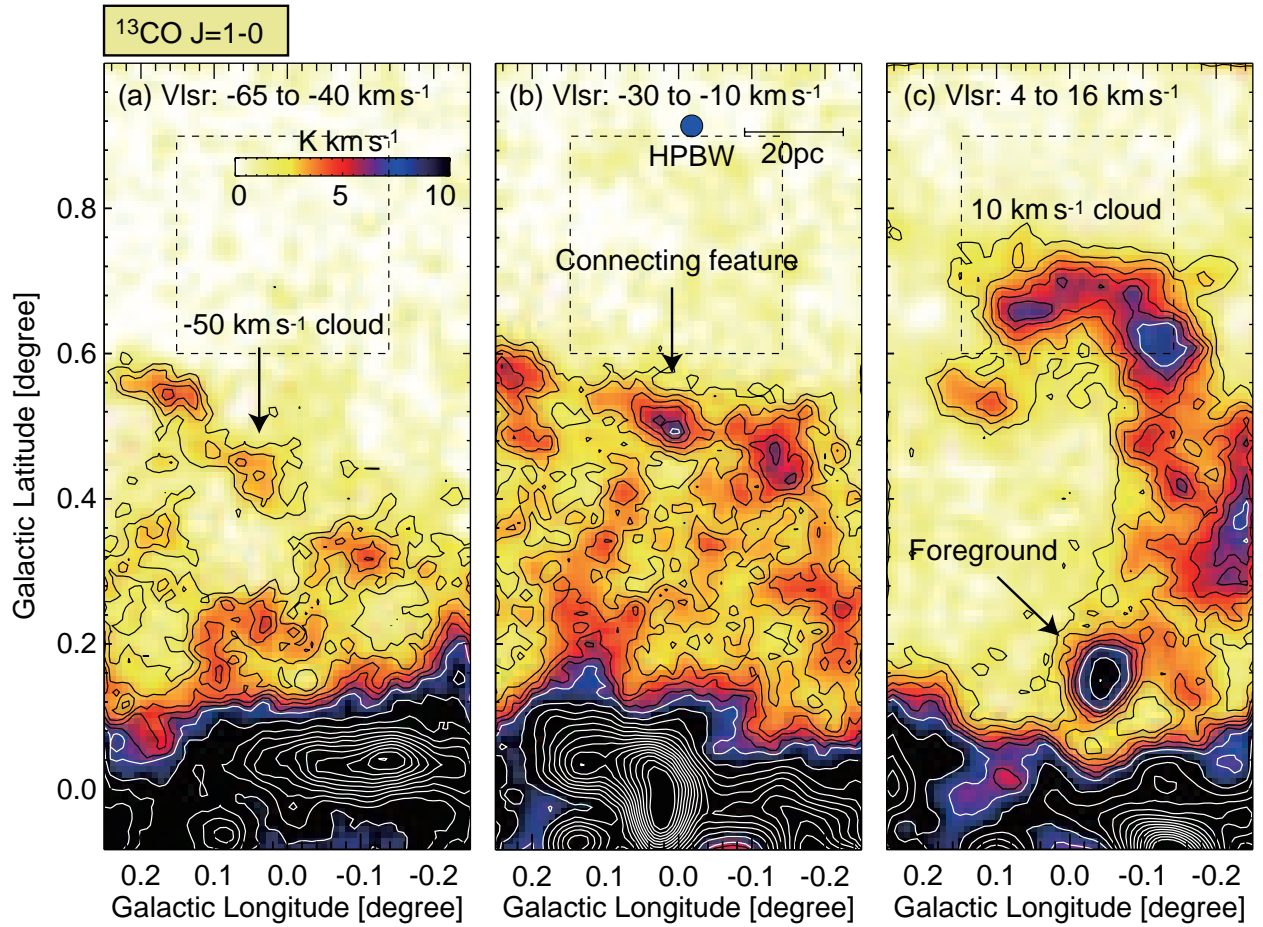 ¹³CO J=1-0
(a) Vlsr: -65 to -40 km s⁻¹
K km s⁻¹
0 5 10
-50 km s⁻¹ cloud
(b) Vlsr: -30 to -10 km s⁻¹
HPBW
20pc
Connecting feature
(c) Vlsr: 4 to 16 km s⁻¹
10 km s⁻¹ cloud
Foreground
Galactic Latitude [degree]
0.8
0.6
0.4
0.2
0.0
0.2 0.1 0.0 -0.1 -0.2
Galactic Longitude [degree]
0.2 0.1 0.0 -0.1 -0.2
Galactic Longitude [degree]
0.2 0.1 0.0 -0.1 -0.2
Galactic Longitude [degree]